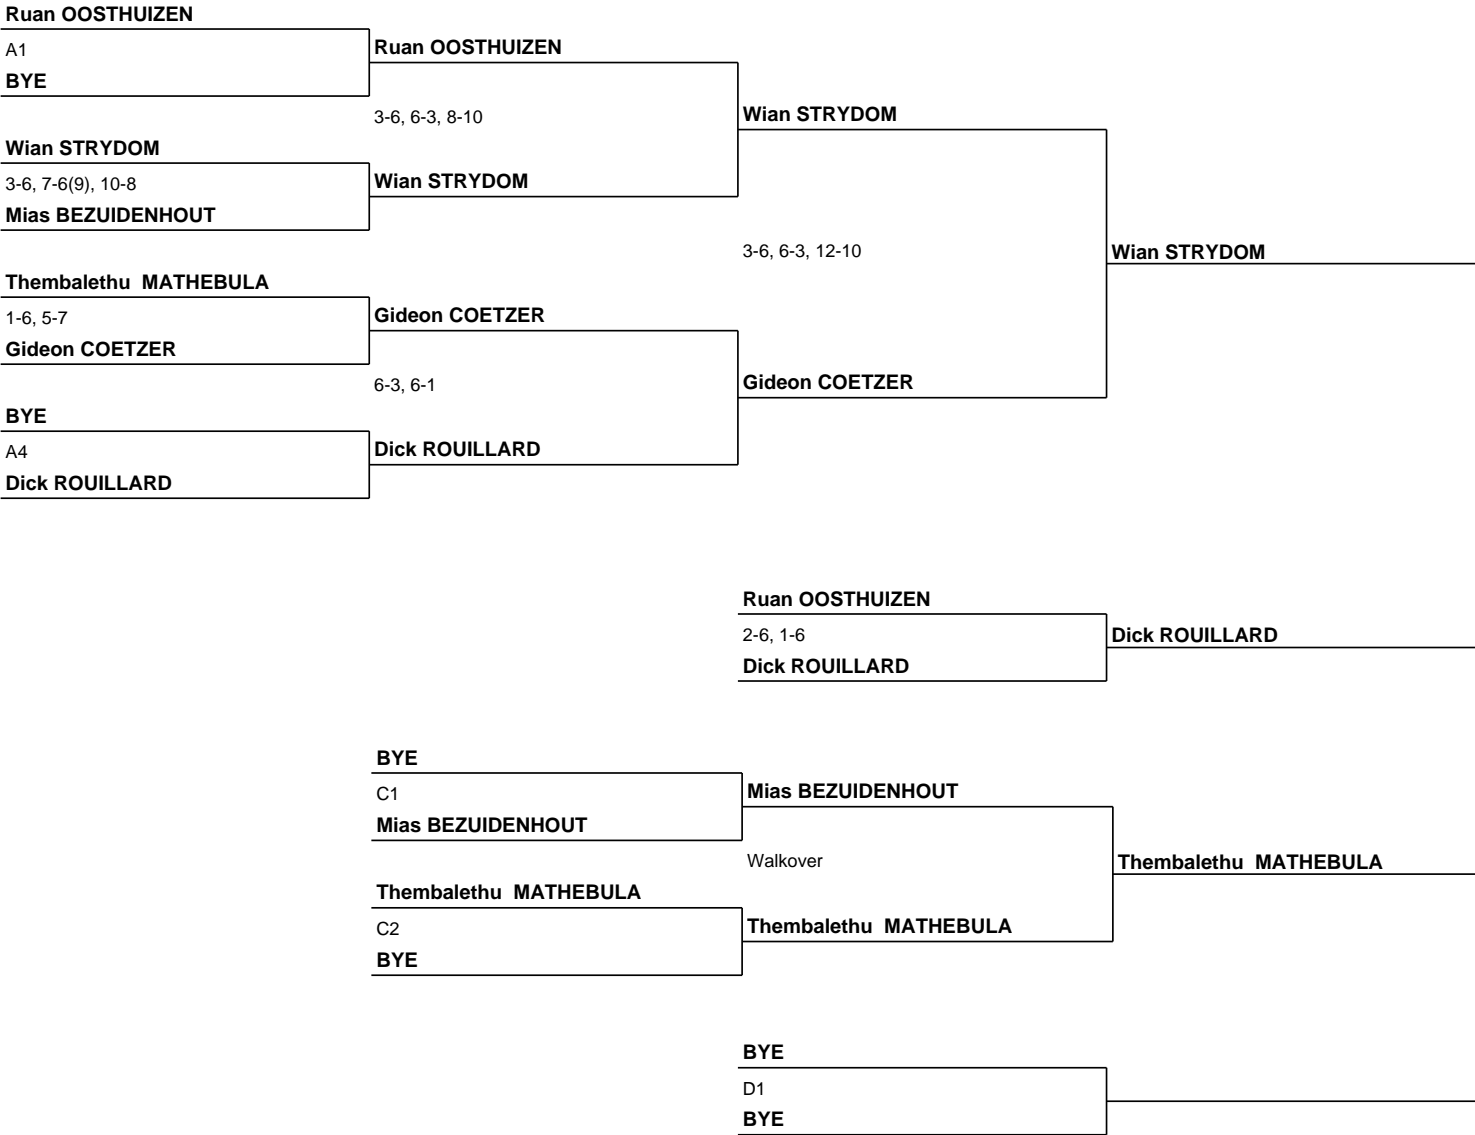 Ruan OOSTHUIZEN
A1
BYE
Ruan OOSTHUIZEN
3-6, 6-3, 8-10
Wian STRYDOM
Wian STRYDOM
3-6, 7-6(9), 10-8
Mias BEZUIDENHOUT
Wian STRYDOM
3-6, 6-3, 12-10
Wian STRYDOM
Thembalethu  MATHEBULA
1-6, 5-7
Gideon COETZER
Gideon COETZER
6-3, 6-1
Gideon COETZER
BYE
A4
Dick ROUILLARD
Dick ROUILLARD
Ruan OOSTHUIZEN
2-6, 1-6
Dick ROUILLARD
Dick ROUILLARD
BYE
C1
Mias BEZUIDENHOUT
Mias BEZUIDENHOUT
Walkover
Thembalethu  MATHEBULA
Thembalethu  MATHEBULA
C2
BYE
Thembalethu  MATHEBULA
BYE
D1
BYE